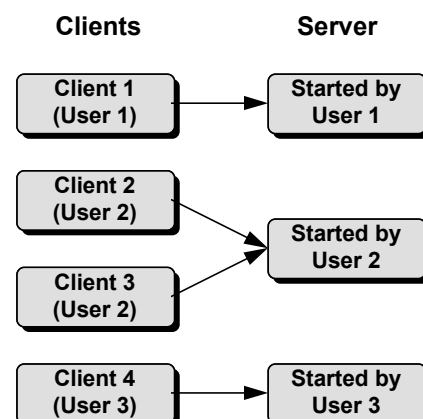 Clients
Server
Client 1
(User 1)
Started by
User 1
Client 2
(User 2)
Client 3
(User 2)
Started by
User 2
Client 4
(User 3)
Started by
User 3